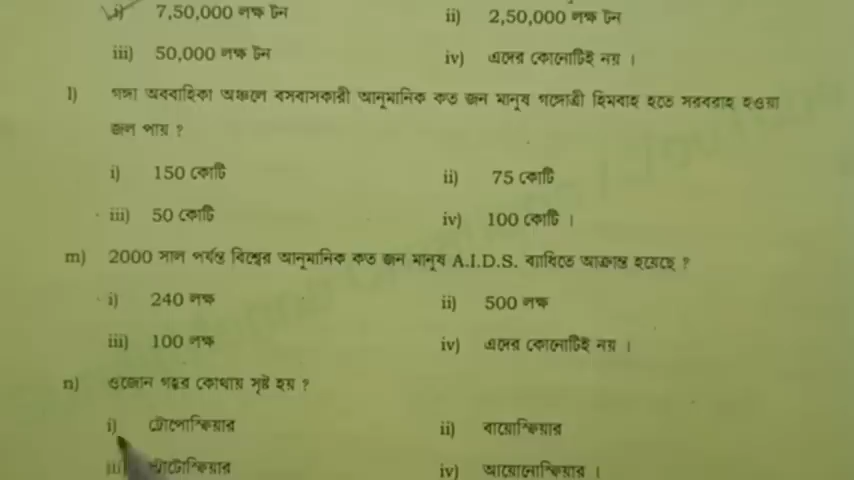 i) 7,50,000 লক্ষ টন ii) 2,50,000 লক্ষ টন
iii) 50,000 লক্ষ টন iv) এদের কোনোটিই নয় ।
l) গঙ্গা অববাহিকা অঞ্চলে বসবাসকারী আনুমানিক কত জন মানুষ গঙ্গোত্রী হিমবাহ হতে সরবরাহ হওয়া
জল পায় ?
i) 150 কোটি ii) 75 কোটি
iii) 50 কোটি iv) 100 কোটি ।
m) 2000 সাল পর্যন্ত বিশ্বের আনুমানিক কত জন মানুষ A.I.D.S. ব্যাধিতে আক্রান্ত হয়েছে ?
i) 240 লক্ষ ii) 500 লক্ষ
iii) 100 লক্ষ iv) এদের কোনোটিই নয় ।
n) ওজোন গহ্বর কোথায় সৃষ্ট হয় ?
i) ট্রোপোস্ফিয়ার ii) বায়োস্ফিয়ার
iii) স্ট্রাটোস্ফিয়ার iv) আয়োনোস্ফিয়ার ।